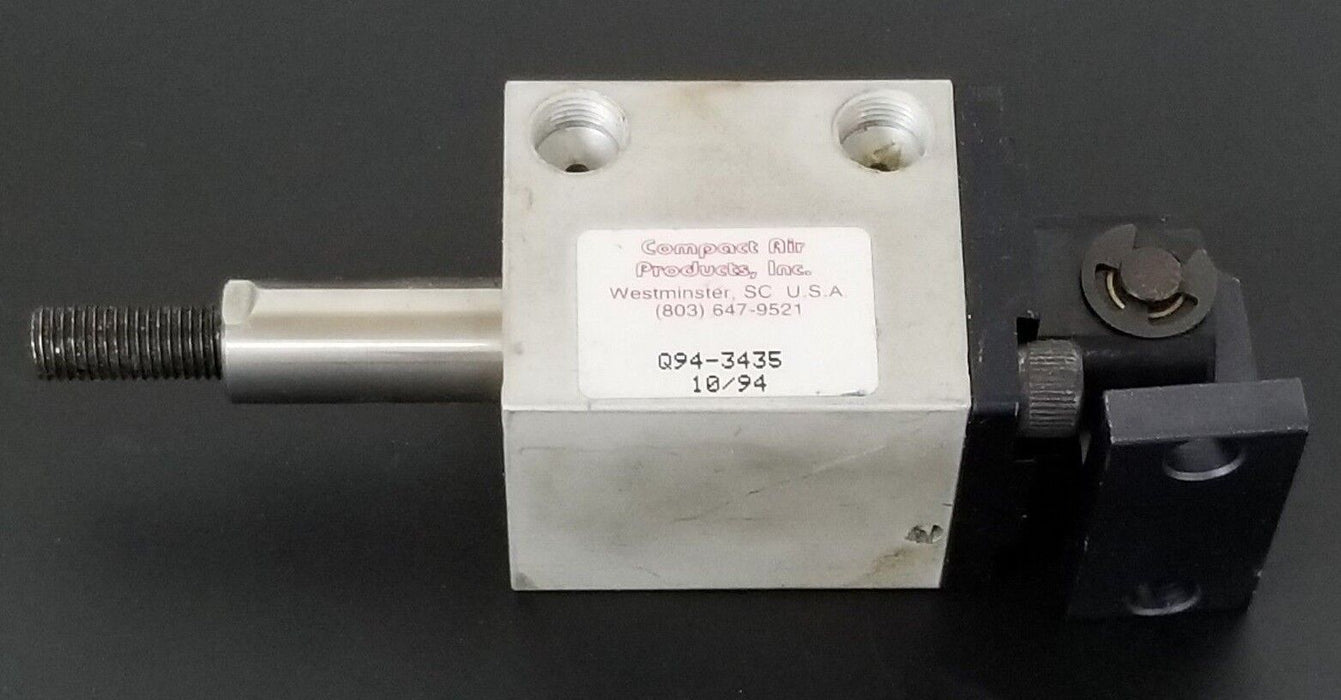 Compact Air
Products, Inc.
Westminster, SC U.S.A
(803) 647-9521
Q94-3435
10/94